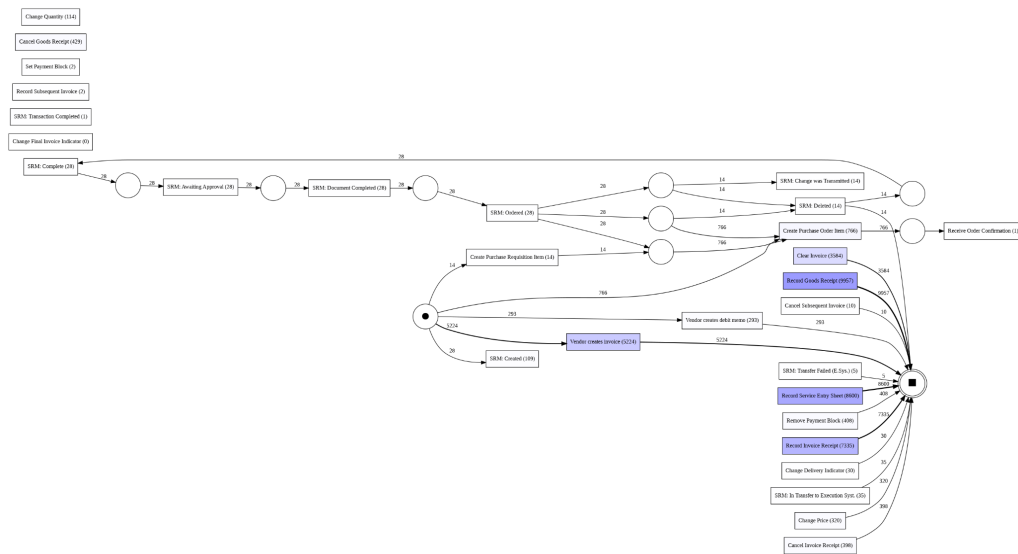 Change Quantity (114)
Cancel Goods Receipt (429)
Set Payment Block (2)
Record Subsequent Invoice (2)
SRM: Transaction Completed (1)
Change Final Invoice Indicator (6)
28
SRM: Complete (28)
28
28
SRM: Awaiting Approval (28)
28
28
SRM: Document Completed (28)
28
28
SRM: Ordered (28)
28
28
28
14
14
SRM: Change was Transmitted (14)
14
SRM: Deleted (14)
14
14
766
766
Create Purchase Order Item (766)
766
Receive Order Confirmation (1)
14
Create Purchase Requisition Item (14)
14
Clear Invoice (3584)
3584
Record Goods Receipt (9957)
9957
766
Cancel Subsequent Invoice (10)
10
293
Vendor creates debit memo (293)
293
5224
Vendor creates invoice (5224)
5224
28
SRM: Created (109)
SRM: Transfer Failed (E.Sys.) (5)
5
Record Service Entry Sheet (8600)
8600
Remove Payment Block (408)
408
Record Invoice Receipt (7335)
7335
Change Delivery Indicator (30)
30
SRM: In Transfer to Execution Syst. (35)
35
Change Price (320)
320
Cancel Invoice Receipt (398)
398